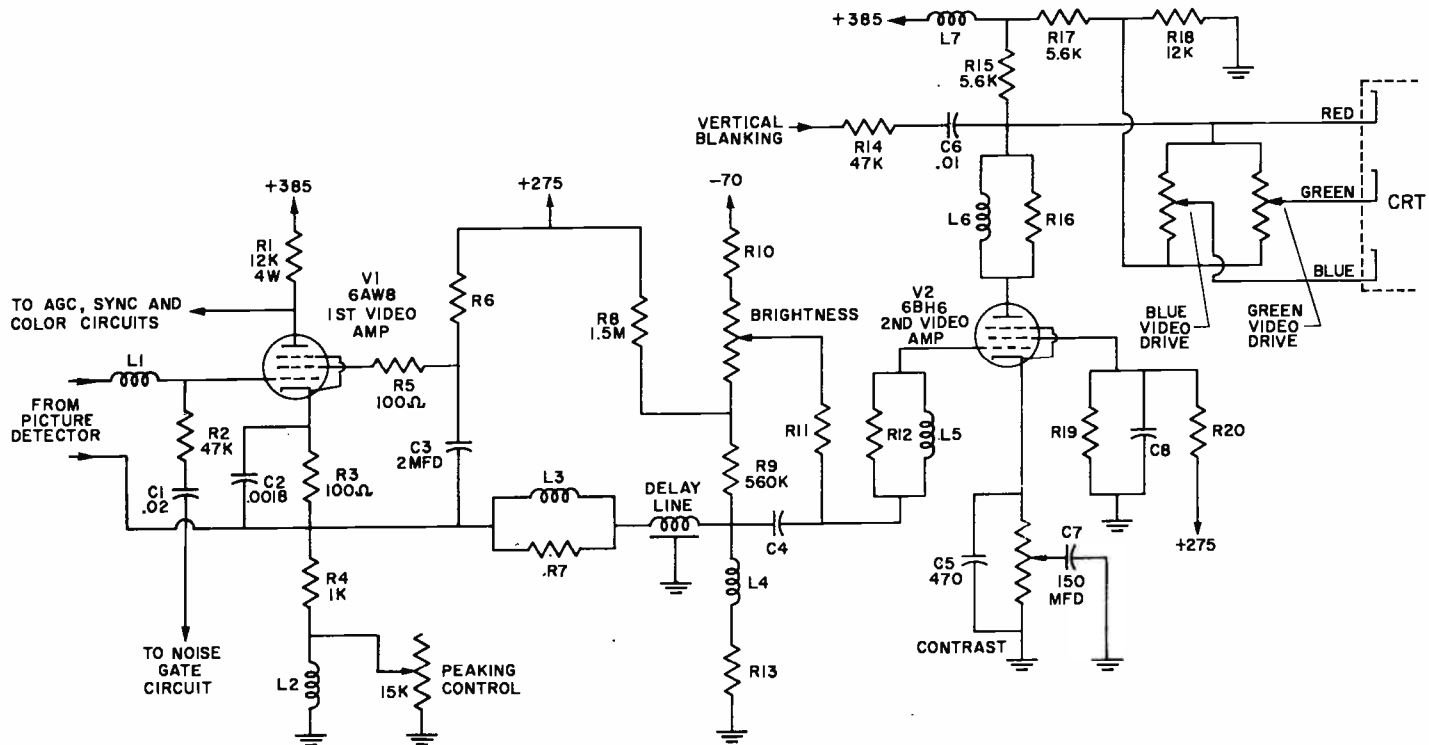 +385
L7
R17
5.6K
R18
12K
R15
5.6K
VERTICAL
BLANKING
R14
47K
C6
.01
RED
GREEN
BLUE
CRT
L6
R16
BLUE
VIDEO
DRIVE
GREEN
VIDEO
DRIVE
+385
R1
12K
4W
V1
6AW8
1ST VIDEO
AMP
TO AGC, SYNC AND
COLOR CIRCUITS
L1
FROM
PICTURE
DETECTOR
R2
47K
C1
.02
C2
.0018
R3
100Ω
R5
100Ω
+275
R6
R8
1.5M
C3
2MFD
-70
R10
BRIGHTNESS
R11
R9
560K
L3
.R7
DELAY
LINE
C4
L4
R13
R4
1K
L2
15K
PEAKING
CONTROL
TO NOISE
GATE
CIRCUIT
V2
6BH6
2ND VIDEO
AMP
R12
L5
R19
C8
R20
+275
C5
470
C7
150
MFD
CONTRAST